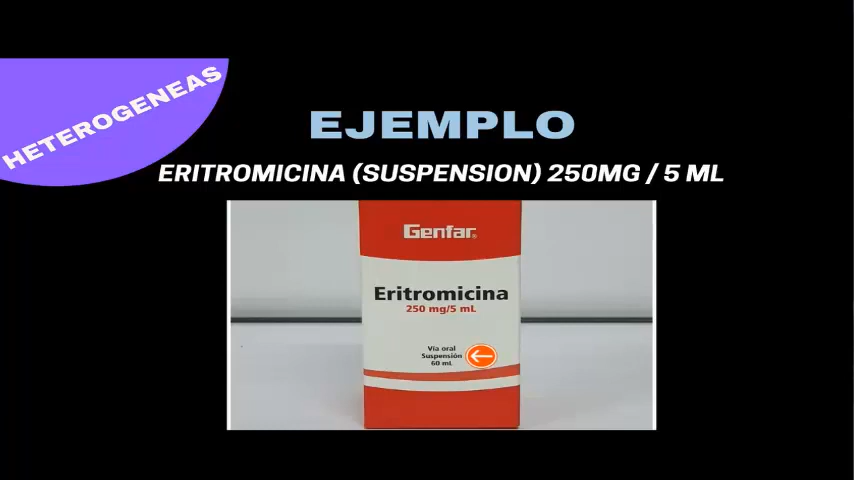 HETEROGENEAS
EJEMPLO
ERITROMICINA (SUSPENSION) 250MG / 5 ML
Genfar®
Eritromicina
250 mg/5 mL
Vía oral
Suspensión
60 mL